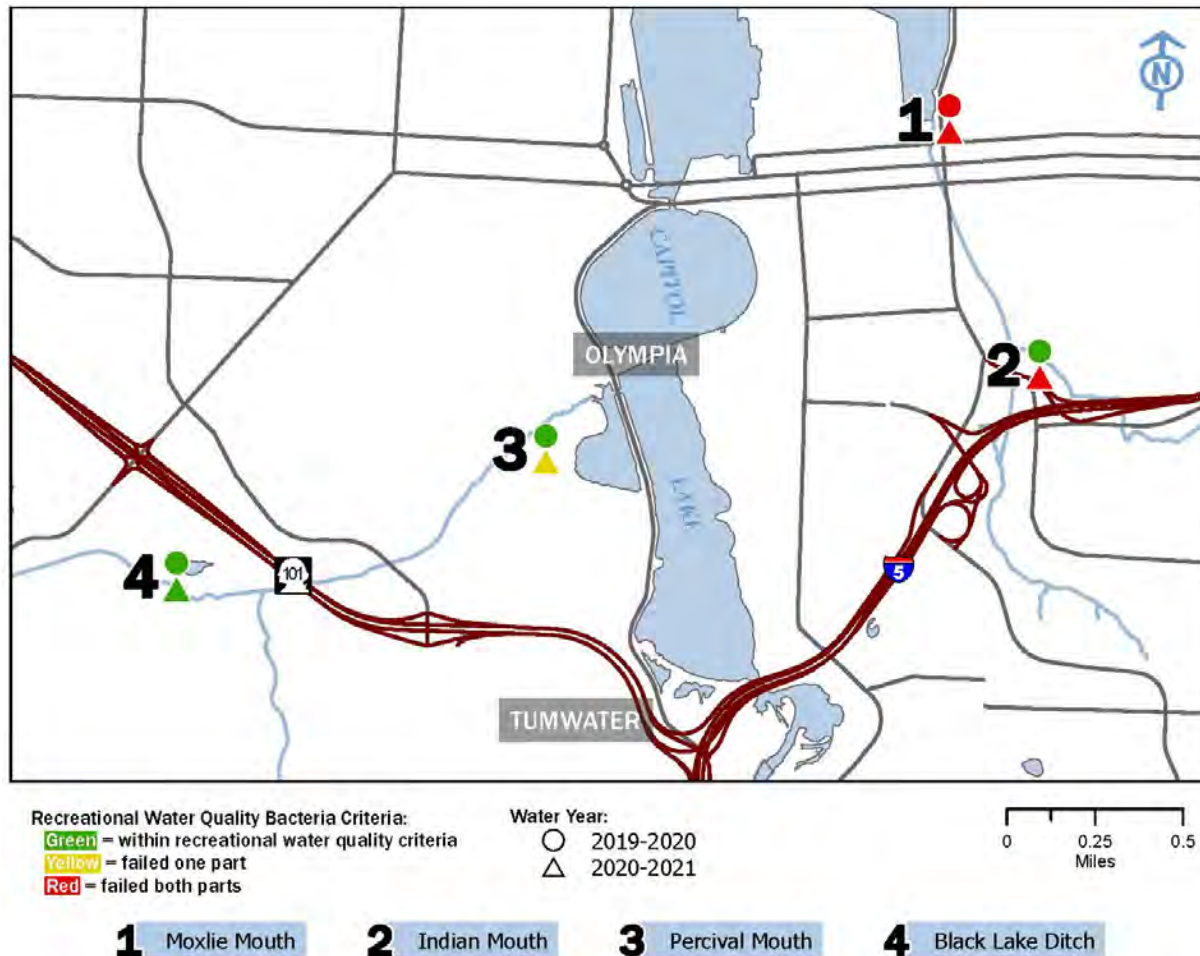 N
1
CAPITOL
OLYMPIA
2
3
LAKE
4
101
5
TUMWATER
Recreational Water Quality Bacteria Criteria:
Green = within recreational water quality criteria
Yellow = failed one part
Red = failed both parts
Water Year:
2019-2020
2020-2021
0 0.25 0.5
Miles
1 Moxlie Mouth
2 Indian Mouth
3 Percival Mouth
4 Black Lake Ditch